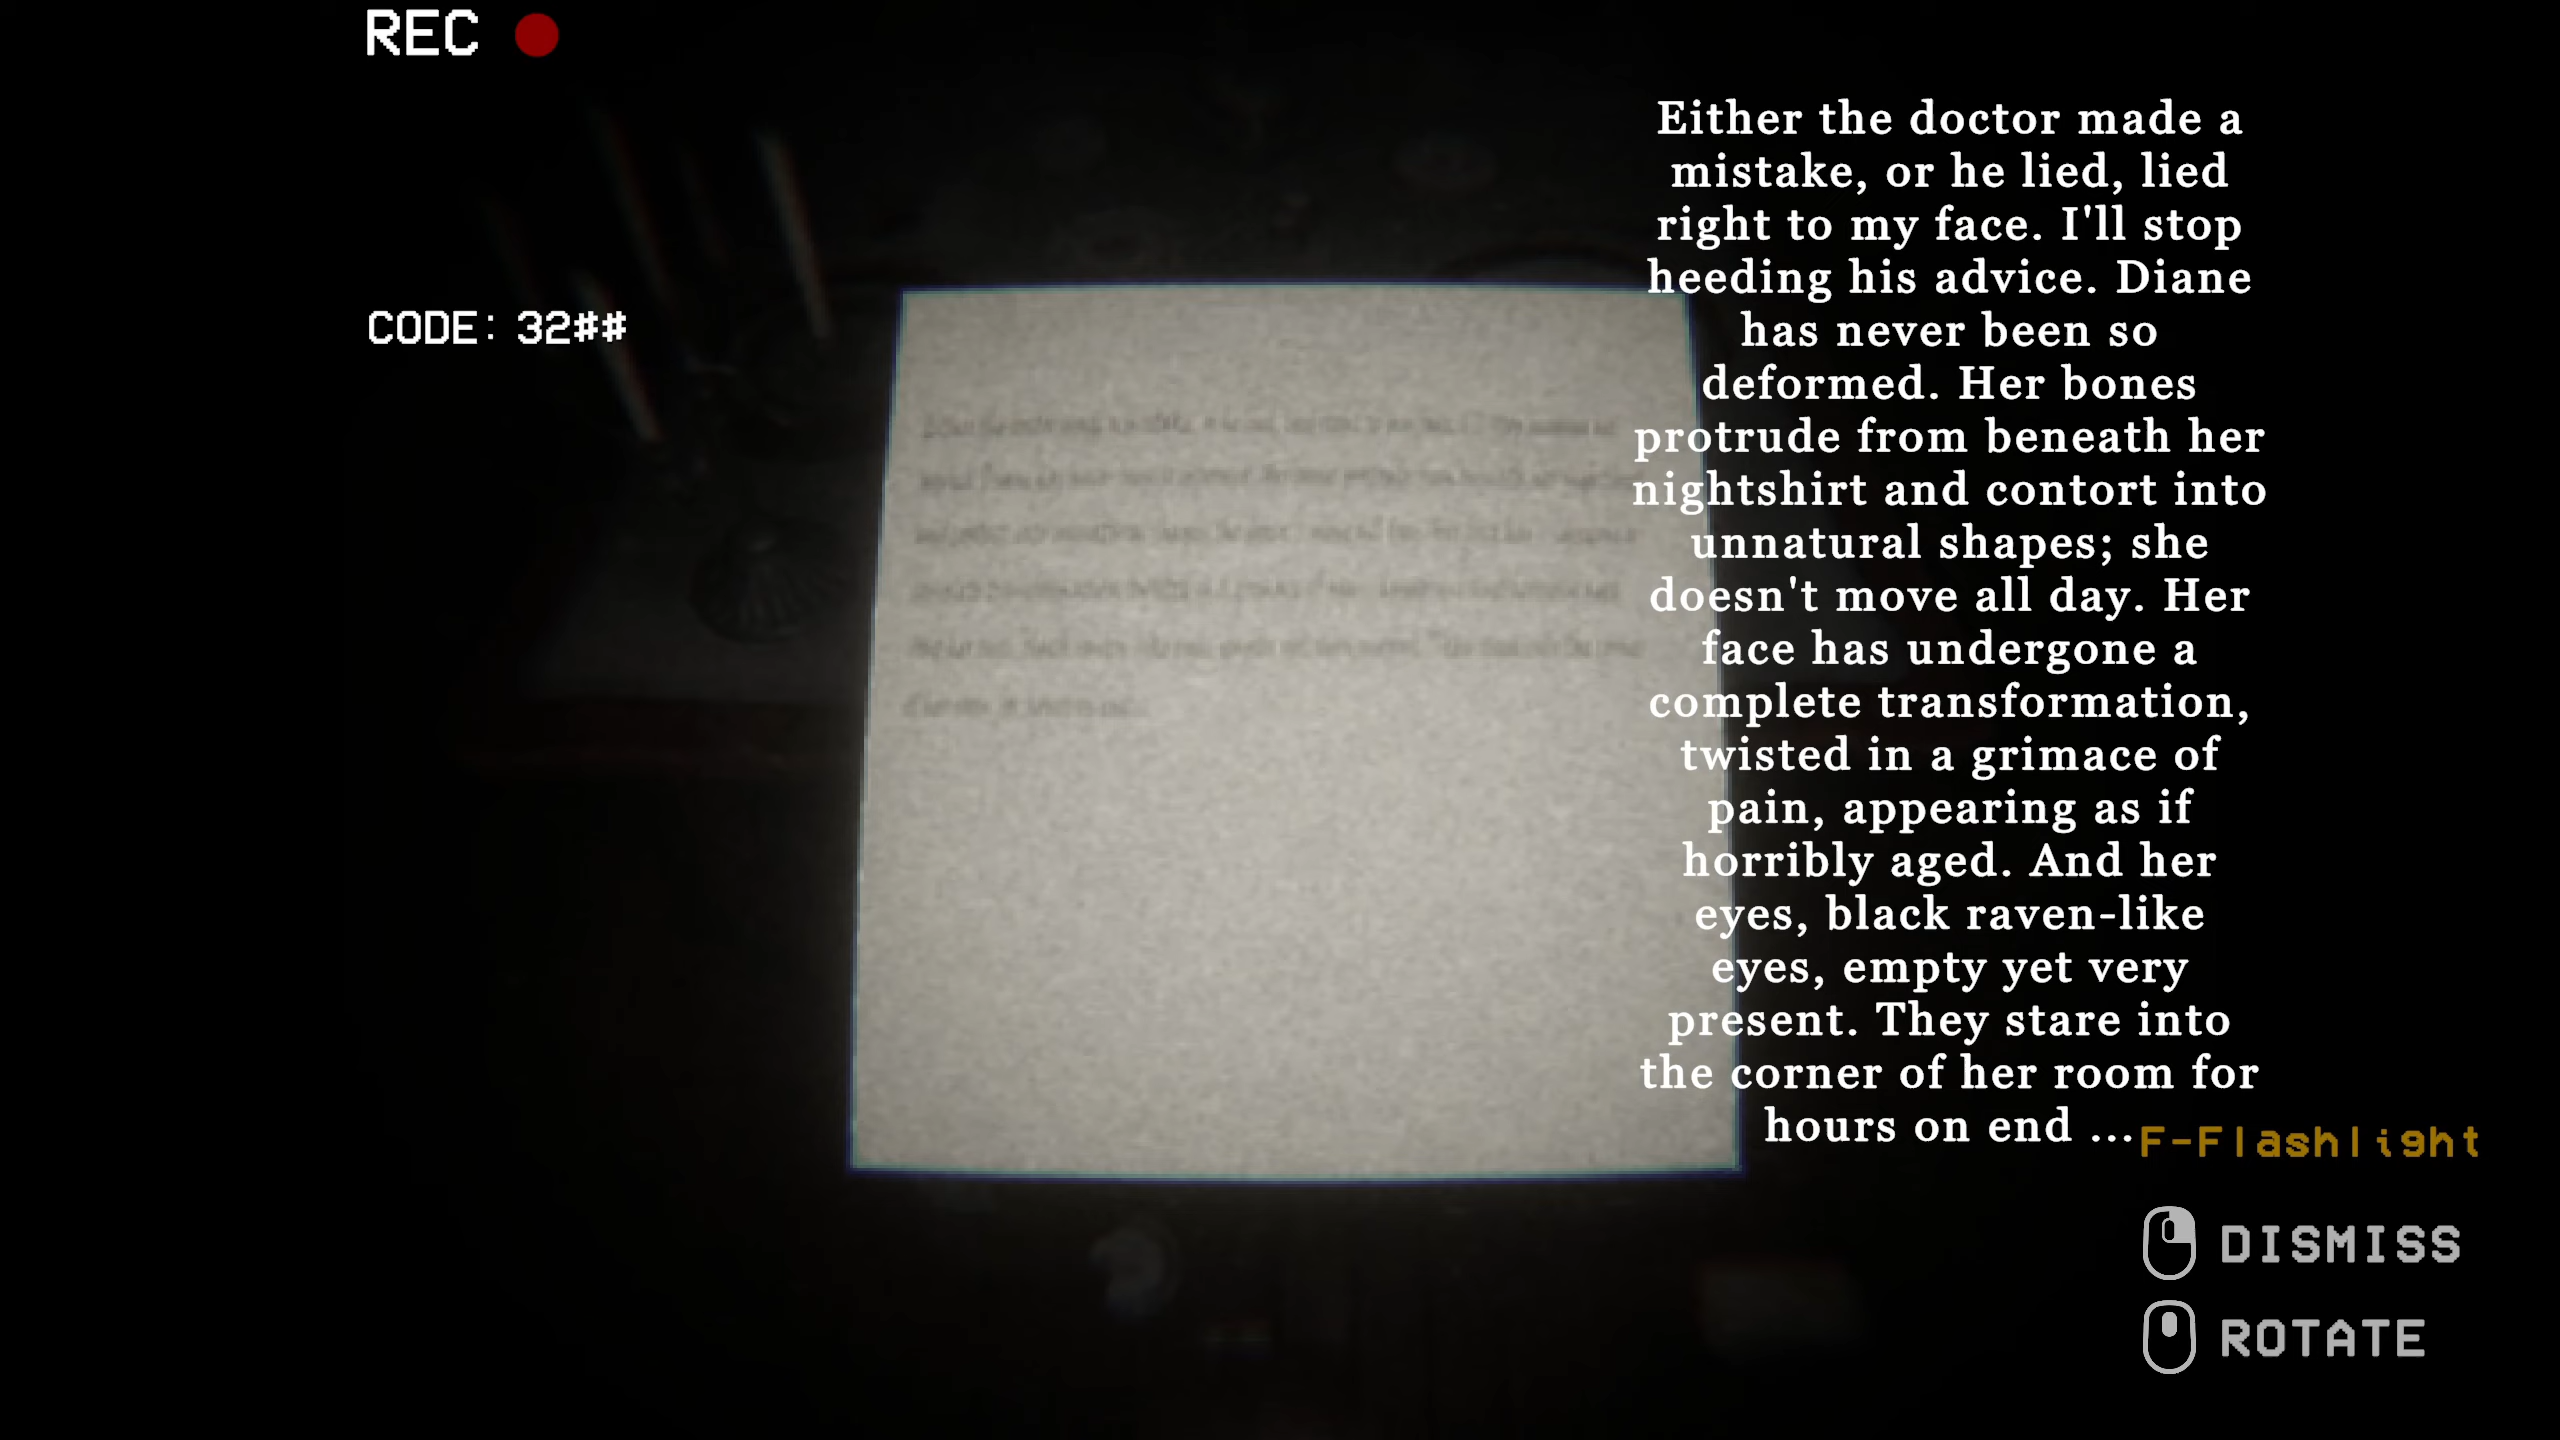 REC
CODE: 32##
Either the doctor made a
mistake, or he lied, lied
right to my face. I'll stop
heeding his advice. Diane
has never been so
deformed. Her bones
protrude from beneath her
nightshirt and contort into
unnatural shapes; she
doesn't move all day. Her
face has undergone a
complete transformation,
twisted in a grimace of
pain, appearing as if
horribly aged. And her
eyes, black raven-like
eyes, empty yet very
present. They stare into
the corner of her room for
hours on end ...
F-Flashlight
DISMISS
ROTATE